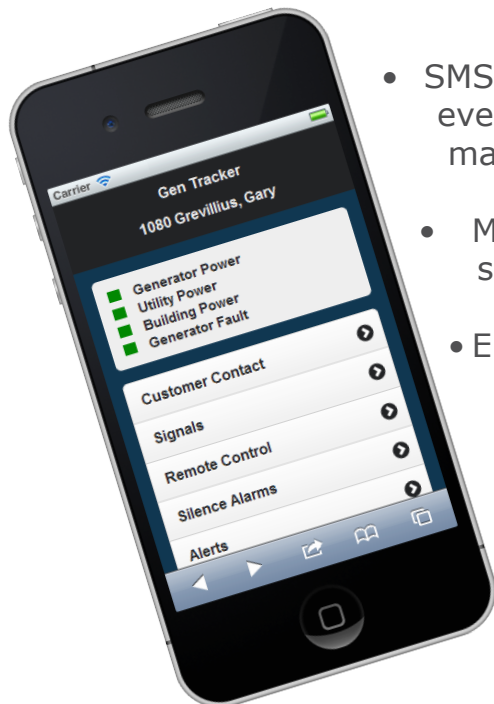 • SMS
eve
ma
• M
s
• E
Carrier
Gen Tracker
1080 Grevillius, Gary
Generator Power
Utility Power
Building Power
Generator Fault
Customer Contact
Signals
Remote Control
Silence Alarms
Alerts